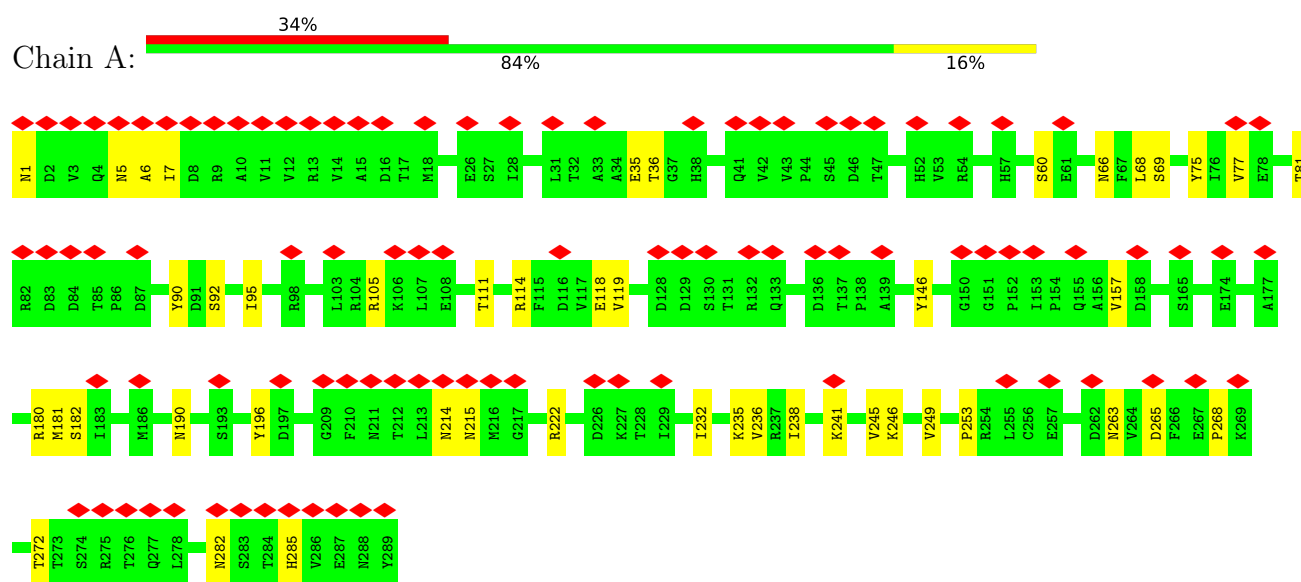 34%
Chain A:
84% 16%
N1 D2 V3 Q4 N5 A6 I7 D8 R9 A10 V11 V12 R13 V14 A15 D16 T17 M18 E26 S27 I28 L31 T32 A33 A34 E35 T36 G37 H38 Q41 V42 V43 P44 S45 D46 T47 H52 V53 R54 H57 S60 E61 N66 F67 L68 S69 Y75 I76 V77 E78 T81
R82 D83 D84 T85 P86 D87 Y90 D91 S92 I95 R98 L103 R104 R105 K106 L107 E108 T111 R114 F115 D116 V117 E118 V119 D128 D129 S130 T131 R132 Q133 D136 T137 P138 A139 Y146 G150 G151 P152 I153 P154 Q155 A156 V157 D158 S165 E174 A177
R180 M181 S182 I183 M186 N190 S193 Y196 D197 G209 F210 N211 T212 L213 N214 N215 M216 G217 R222 D226 K227 T228 I229 I232 K235 V236 R237 I238 K241 V245 K246 V249 P253 R254 L255 C256 E257 D262 N263 V264 D265 F266 E267 P268 K269
T272 T273 S274 R275 T276 Q277 L278 N282 S283 T284 H285 V286 E287 N288 Y289